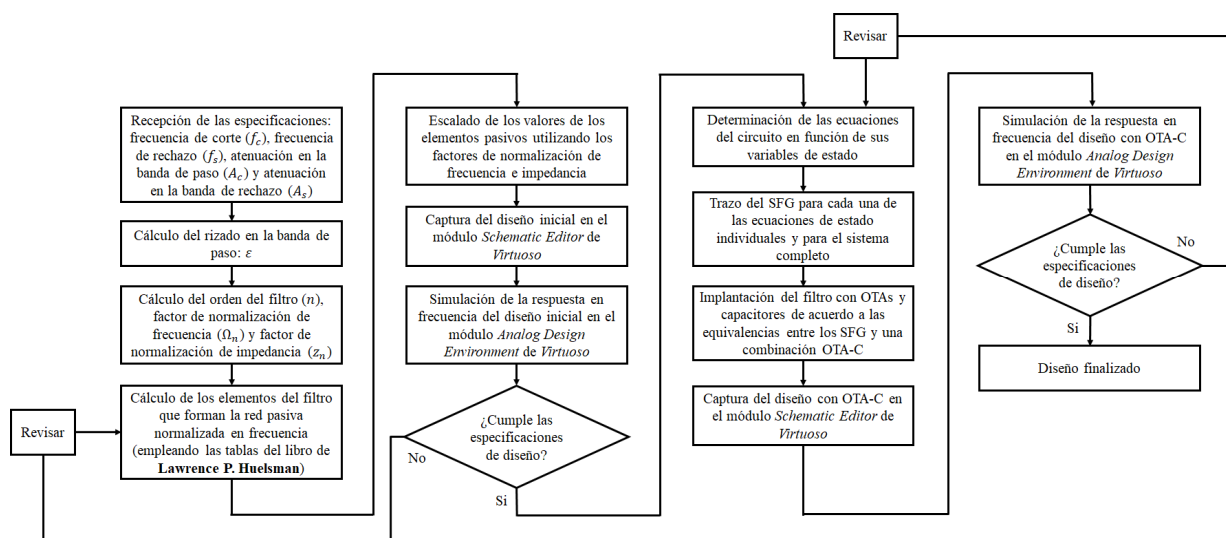 Recepción de las especificaciones:
frecuencia de corte (f_c), frecuencia
de rechazo (f_s), atenuación en la
banda de paso (A_c) y atenuación
en la banda de rechazo (A_s)
Cálculo del rizado en la banda de
paso: ε
Cálculo del orden del filtro (n),
factor de normalización de
frecuencia (Ω_n) y factor de
normalización de impedancia (z_n)
Revisar
Cálculo de los elementos del filtro
que forman la red pasiva
normalizada en frecuencia
(empleando las tablas del libro de
Lawrence P. Huelsman)
Escalado de los valores de los
elementos pasivos utilizando los
factores de normalización de
frecuencia e impedancia
Captura del diseño inicial en el
módulo Schematic Editor de
Virtuoso
Simulación de la respuesta en
frecuencia del diseño inicial en el
módulo Analog Design
Environment de Virtuoso
¿Cumple las
especificaciones
de diseño?
No
Si
Revisar
Determinación de las ecuaciones
del circuito en función de sus
variables de estado
Trazo del SFG para cada una de
las ecuaciones de estado
individuales y para el sistema
completo
Implantación del filtro con OTAs y
capacitores de acuerdo a las
equivalencias entre los SFG y una
combinación OTA-C
Captura del diseño con OTA-C en
el módulo Schematic Editor de
Virtuoso
Simulación de la respuesta en
frecuencia del diseño con OTA-C
en el módulo Analog Design
Environment de Virtuoso
¿Cumple las
especificaciones
de diseño?
No
Si
Diseño finalizado